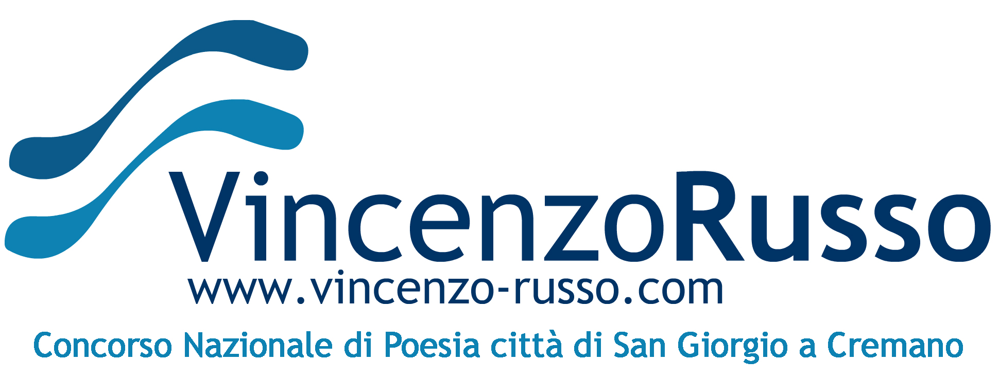 VincenzoRusso
www.vincenzo-russo.com
Concorso Nazionale di Poesia città di San Giorgio a Cremano